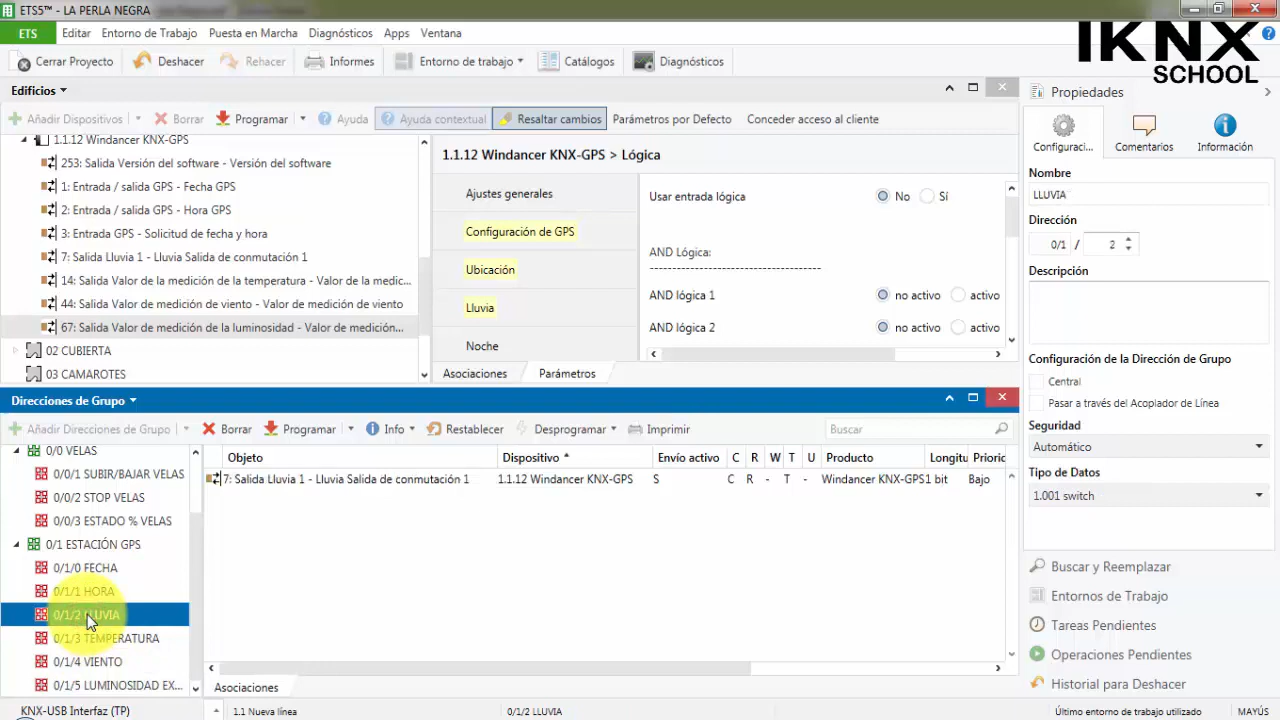 ETS5™ - LA PERLA NEGRA
ETS Editar Entorno de Trabajo Puesta en Marcha Diagnósticos Apps Ventana
IKNX
SCHOOL
Cerrar Proyecto Deshacer Rehacer Informes Entorno de trabajo Catálogos Diagnósticos
Edificios
Añadir Dispositivos Borrar Programar Ayuda Ayuda contextual Resaltar cambios Parámetros por Defecto Conceder acceso al cliente
1.1.12 Windancer KNX-GPS
253: Salida Versión del software - Versión del software
1: Entrada / salida GPS - Fecha GPS
2: Entrada / salida GPS - Hora GPS
3: Entrada GPS - Solicitud de fecha y hora
7: Salida Lluvia 1 - Lluvia Salida de conmutación 1
14: Salida Valor de la medición de la temperatura - Valor de la medic...
44: Salida Valor de medición de viento - Valor de medición de viento
67: Salida Valor de medición de la luminosidad - Valor de medición...
02 CUBIERTA
03 CAMAROTES
1.1.12 Windancer KNX-GPS > Lógica
Ajustes generales
Configuración de GPS
Ubicación
Lluvia
Noche
Usar entrada lógica No Sí
AND Lógica:
-------------------------------------
AND lógica 1 no activo activo
AND lógica 2 no activo activo
Asociaciones Parámetros
Propiedades
Configuraci... Comentarios Información
Nombre
LLUVIA
Dirección
0/1 / 2
Descripción
Configuración de la Dirección de Grupo
Central
Pasar a través del Acoplador de Línea
Seguridad
Automático
Tipo de Datos
1.001 switch
Buscar y Reemplazar
Entornos de Trabajo
Tareas Pendientes
Operaciones Pendientes
Historial para Deshacer
Direcciones de Grupo
Añadir Direcciones de Grupo Borrar Programar Info Restablecer Desprogramar Imprimir Buscar
0/0 VELAS
0/0/1 SUBIR/BAJAR VELAS
0/0/2 STOP VELAS
0/0/3 ESTADO % VELAS
0/1 ESTACIÓN GPS
0/1/0 FECHA
0/1/1 HORA
0/1/2 LLUVIA
0/1/3 TEMPERATURA
0/1/4 VIENTO
0/1/5 LUMINOSIDAD EX...
Objeto Dispositivo Envío activo C R W T U Producto Longitu Prioric
7: Salida Lluvia 1 - Lluvia Salida de conmutación 1 1.1.12 Windancer KNX-GPS S C R - T - Windancer KNX-GPS 1 bit Bajo
Asociaciones
KNX-USB Interfaz (TP) 1.1 Nueva línea 0/1/2 LLUVIA Último entorno de trabajo utilizado MAYÚS